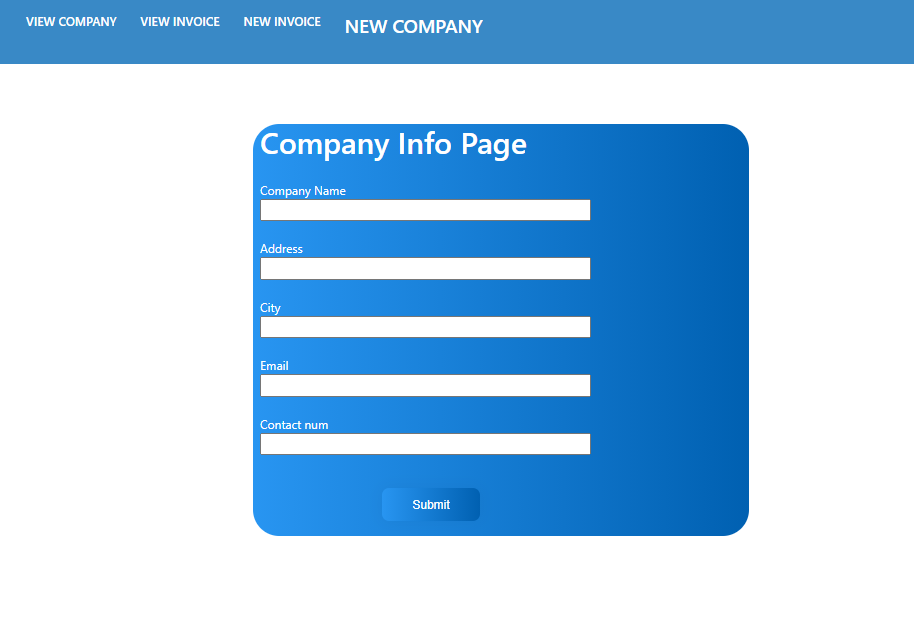 VIEW COMPANY VIEW INVOICE NEW INVOICE NEW COMPANY
Company Info Page
Company Name
Address
City
Email
Contact num
Submit